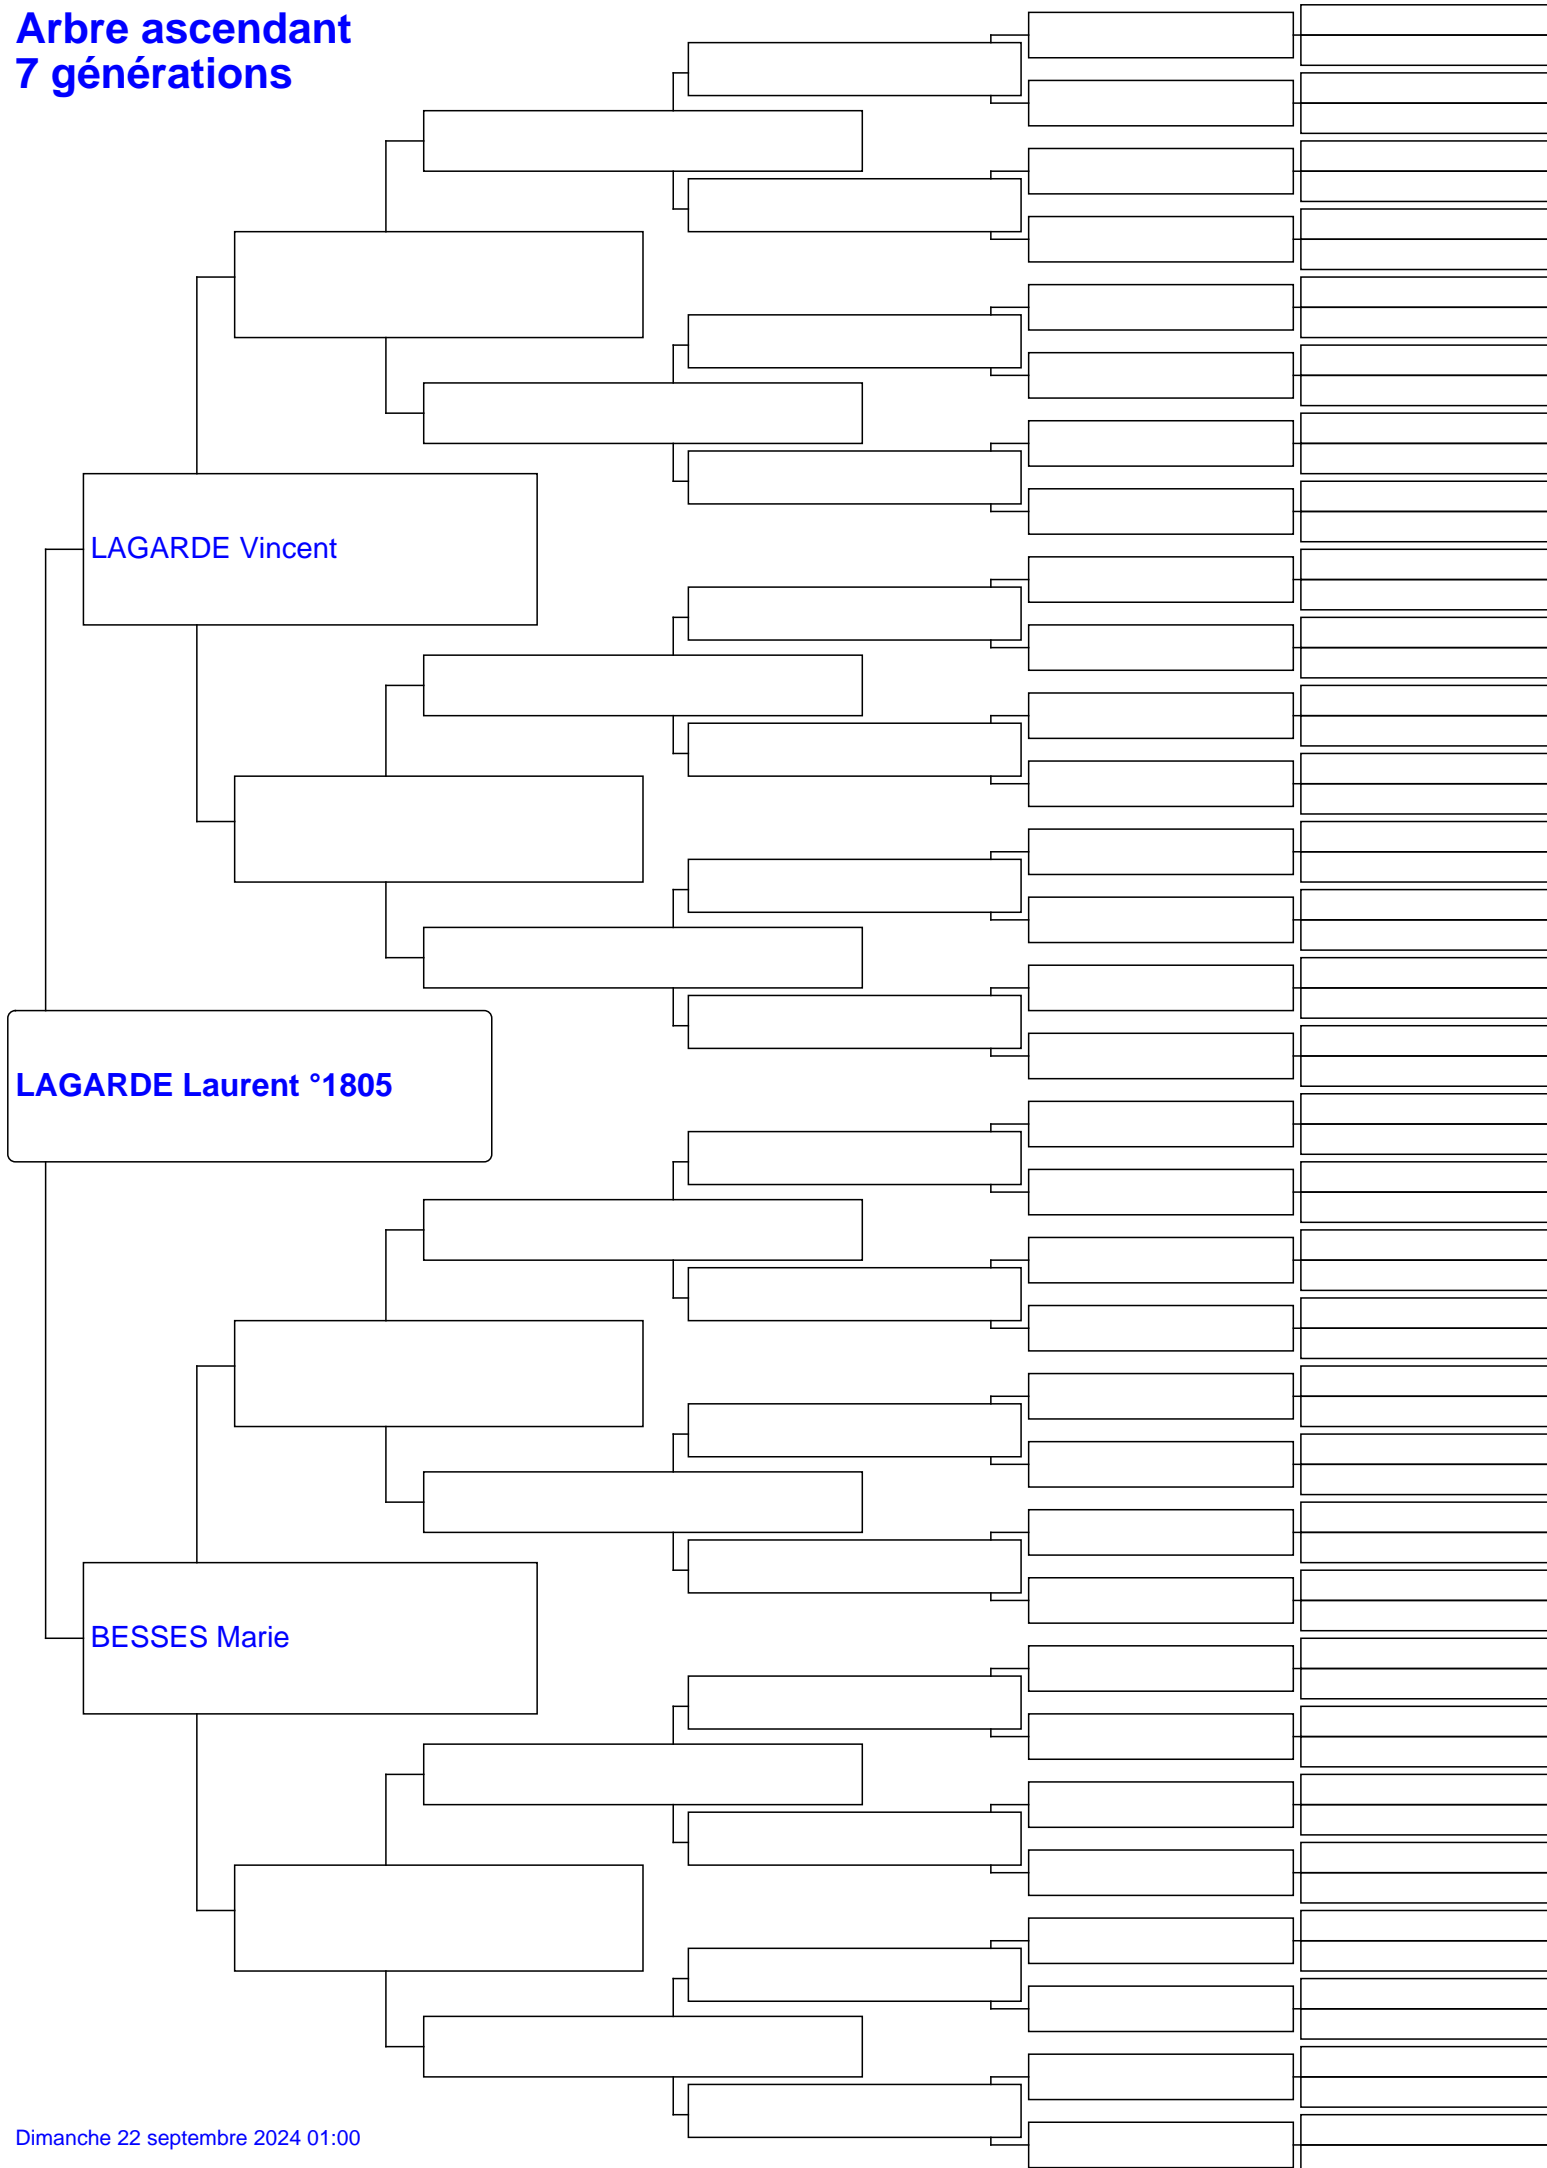 Arbre ascendant
7 générations
LAGARDE Vincent
LAGARDE Laurent °1805
BESSES Marie
Dimanche 22 septembre 2024 01:00